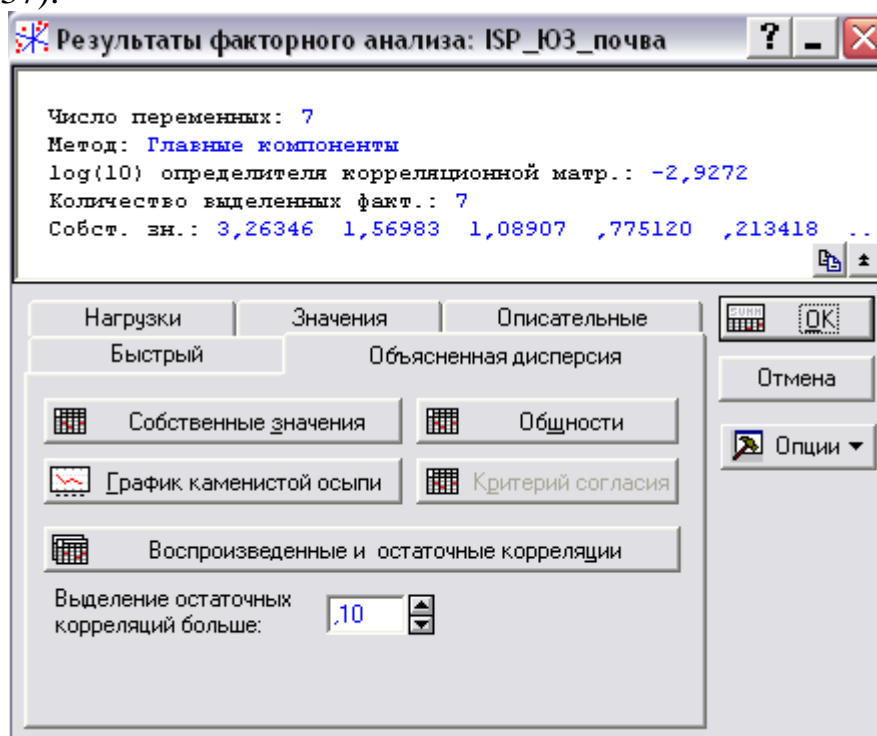 37).
Результаты факторного анализа: ISP_ЮЗ_почва
Число переменных: 7
Метод: Главные компоненты
log(10) определителя корреляционной матр.: -2,9272
Количество выделенных факт.: 7
Собст. зн.: 3,26346 1,56983 1,08907 ,775120 ,213418 ..
Нагрузки Значения Описательные
Быстрый Объясненная дисперсия
Собственные значения Общности
График каменистой осыпи Критерий согласия
Воспроизведенные и остаточные корреляции
Выделение остаточных
корреляций больше: ,10
SUMM OK
Отмена
Опции